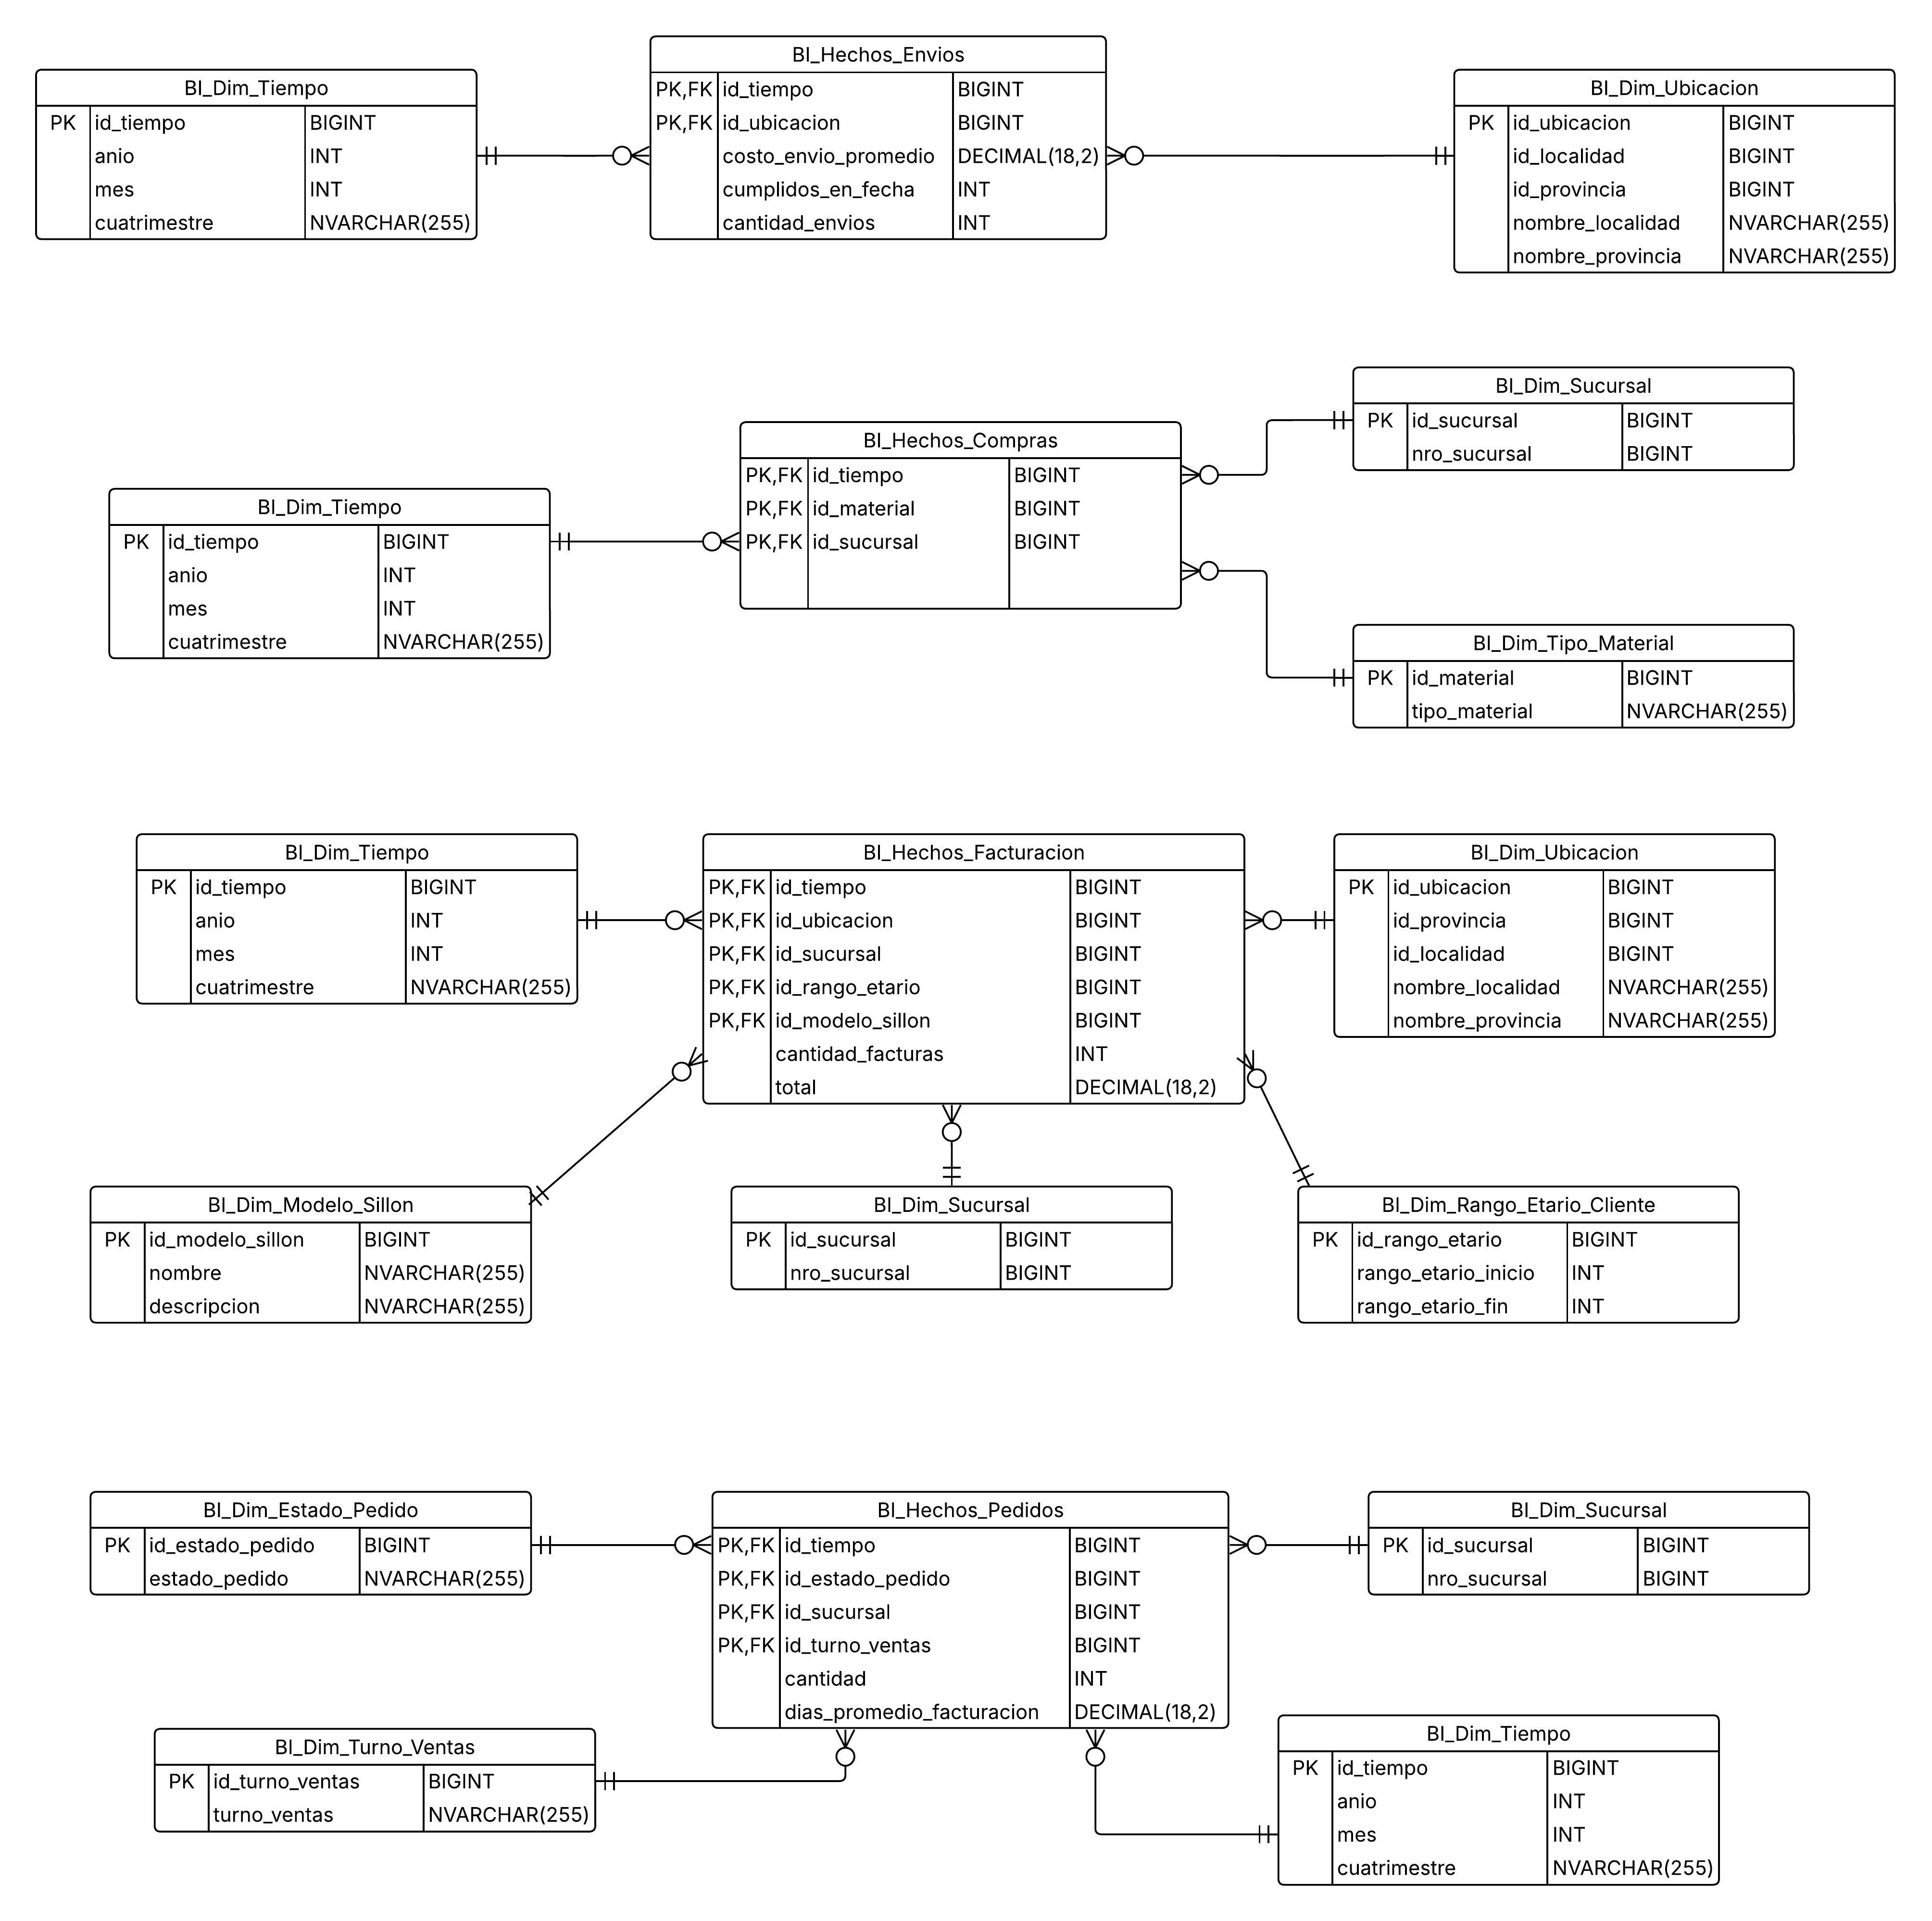 BI_Hechos_Envios
PK,FK id_tiempo BIGINT
PK,FK id_ubicacion BIGINT
costo_envio_promedio DECIMAL(18,2)
cumplidos_en_fecha INT
cantidad_envios INT
BI_Dim_Tiempo
PK id_tiempo BIGINT
anio INT
mes INT
cuatrimestre NVARCHAR(255)
BI_Dim_Ubicacion
PK id_ubicacion BIGINT
id_localidad BIGINT
id_provincia BIGINT
nombre_localidad NVARCHAR(255)
nombre_provincia NVARCHAR(255)
BI_Dim_Sucursal
PK id_sucursal BIGINT
nro_sucursal BIGINT
BI_Hechos_Compras
PK,FK id_tiempo BIGINT
PK,FK id_material BIGINT
PK,FK id_sucursal BIGINT
BI_Dim_Tiempo
PK id_tiempo BIGINT
anio INT
mes INT
cuatrimestre NVARCHAR(255)
BI_Dim_Tipo_Material
PK id_material BIGINT
tipo_material NVARCHAR(255)
BI_Dim_Tiempo
PK id_tiempo BIGINT
anio INT
mes INT
cuatrimestre NVARCHAR(255)
BI_Hechos_Facturacion
PK,FK id_tiempo BIGINT
PK,FK id_ubicacion BIGINT
PK,FK id_sucursal BIGINT
PK,FK id_rango_etario BIGINT
PK,FK id_modelo_sillon BIGINT
cantidad_facturas INT
total DECIMAL(18,2)
BI_Dim_Ubicacion
PK id_ubicacion BIGINT
id_provincia BIGINT
id_localidad BIGINT
nombre_localidad NVARCHAR(255)
nombre_provincia NVARCHAR(255)
BI_Dim_Modelo_Sillon
PK id_modelo_sillon BIGINT
nombre NVARCHAR(255)
descripcion NVARCHAR(255)
BI_Dim_Sucursal
PK id_sucursal BIGINT
nro_sucursal BIGINT
BI_Dim_Rango_Etario_Cliente
PK id_rango_etario BIGINT
rango_etario_inicio INT
rango_etario_fin INT
BI_Dim_Estado_Pedido
PK id_estado_pedido BIGINT
estado_pedido NVARCHAR(255)
BI_Hechos_Pedidos
PK,FK id_tiempo BIGINT
PK,FK id_estado_pedido BIGINT
PK,FK id_sucursal BIGINT
PK,FK id_turno_ventas BIGINT
cantidad INT
dias_promedio_facturacion DECIMAL(18,2)
BI_Dim_Sucursal
PK id_sucursal BIGINT
nro_sucursal BIGINT
BI_Dim_Turno_Ventas
PK id_turno_ventas BIGINT
turno_ventas NVARCHAR(255)
BI_Dim_Tiempo
PK id_tiempo BIGINT
anio INT
mes INT
cuatrimestre NVARCHAR(255)